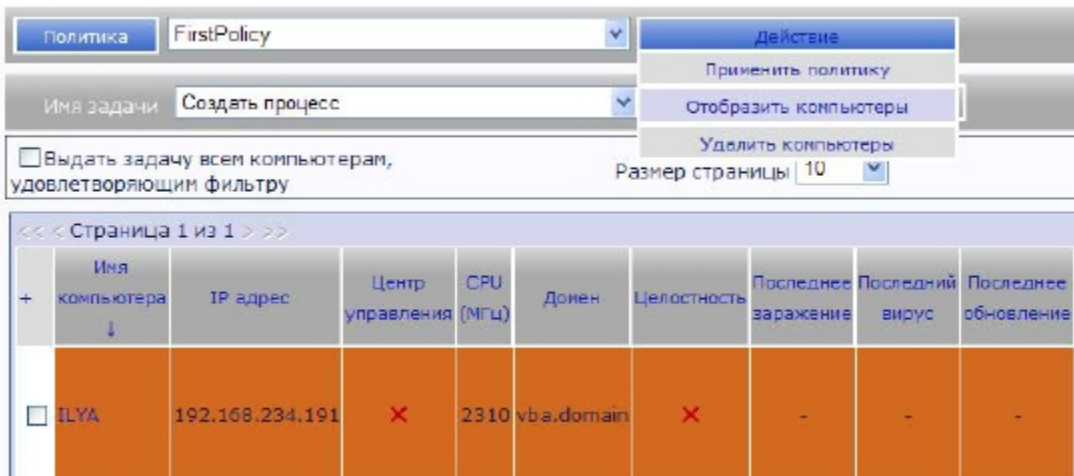 Политика FirstPolicy Действие
Применить политику
Имя задачи Создать процесс Отобразить компьютеры
Удалить компьютеры
Выдать задачу всем компьютерам, Размер страницы 10
удовлетворяющим фильтру
<< < Страница 1 из 1 > >>
+ Имя компьютера ↓ IP адрес Центр управления CPU (МГц) Домен Целостность Последнее заражение Последний вирус Последнее обновление
ILYA 192.168.234.191 ✕ 2310 vba.domain ✕ - - -